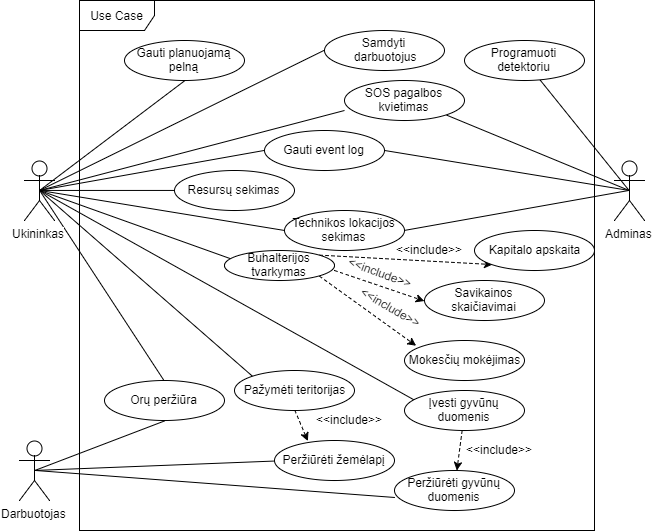 Use Case
Gauti planuojamą
pelną
Samdyti
darbuotojus
Programuoti
detektoriu
SOS pagalbos
kvietimas
Gauti event log
Resursų sekimas
Ukininkas
Adminas
Technikos lokacijos
sekimas
Buhalterijos
tvarkymas
<<include>>
Kapitalo apskaita
<<include>>
Savikainos
skaičiavimai
<<include>>
Mokesčių mokėjimas
Orų peržiūra
Pažymėti teritorijas
Įvesti gyvūnų
duomenis
<<include>>
<<include>>
Peržiūrėti žemėlapį
Peržiūrėti gyvūnų
duomenis
Darbuotojas